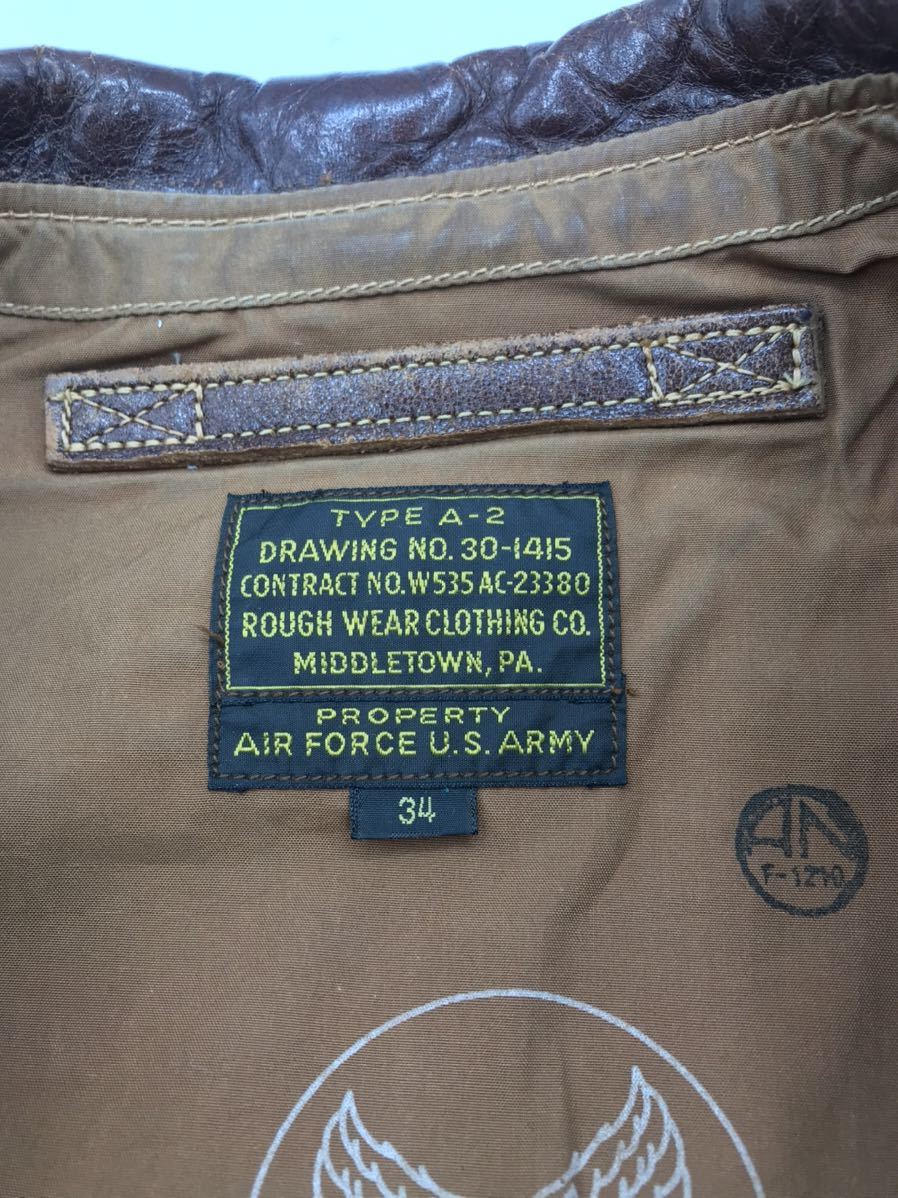 TYPE A-2
DRAWING NO. 30-1415
CONTRACT NO. W535 AC-23380
ROUGH WEAR CLOTHING CO.
MIDDLETOWN, PA.
PROPERTY
AIR FORCE U.S. ARMY
34
AN
F-1210